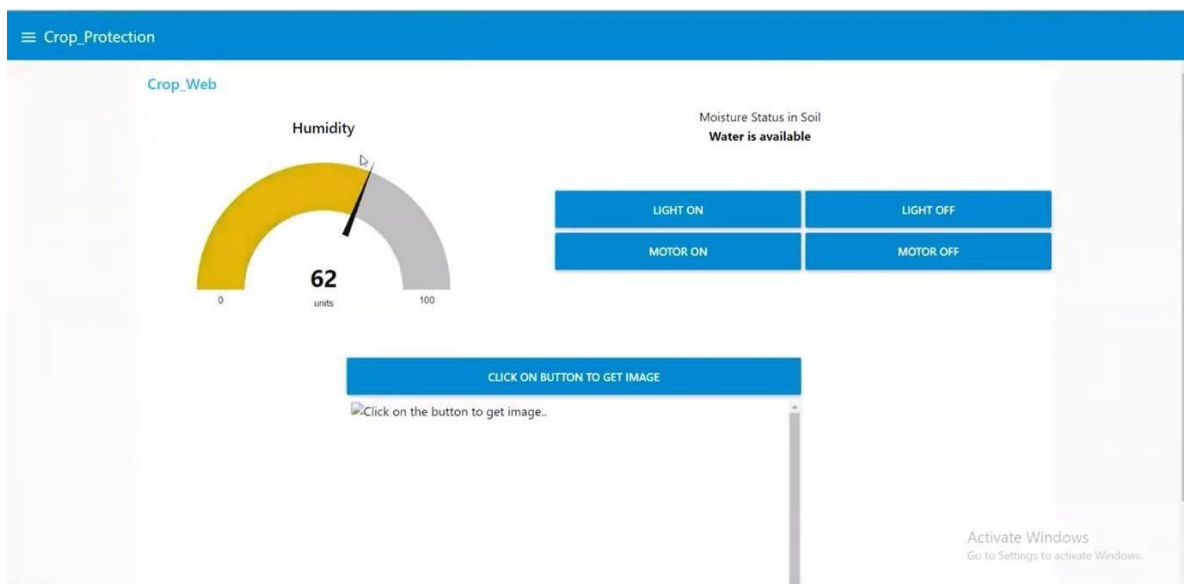 Crop_Protection
Crop_Web
Humidity
62
units
0
100
Moisture Status in Soil
Water is available
LIGHT ON
LIGHT OFF
MOTOR ON
MOTOR OFF
CLICK ON BUTTON TO GET IMAGE
Click on the button to get image..
Activate Windows
Go to Settings to activate Windows.